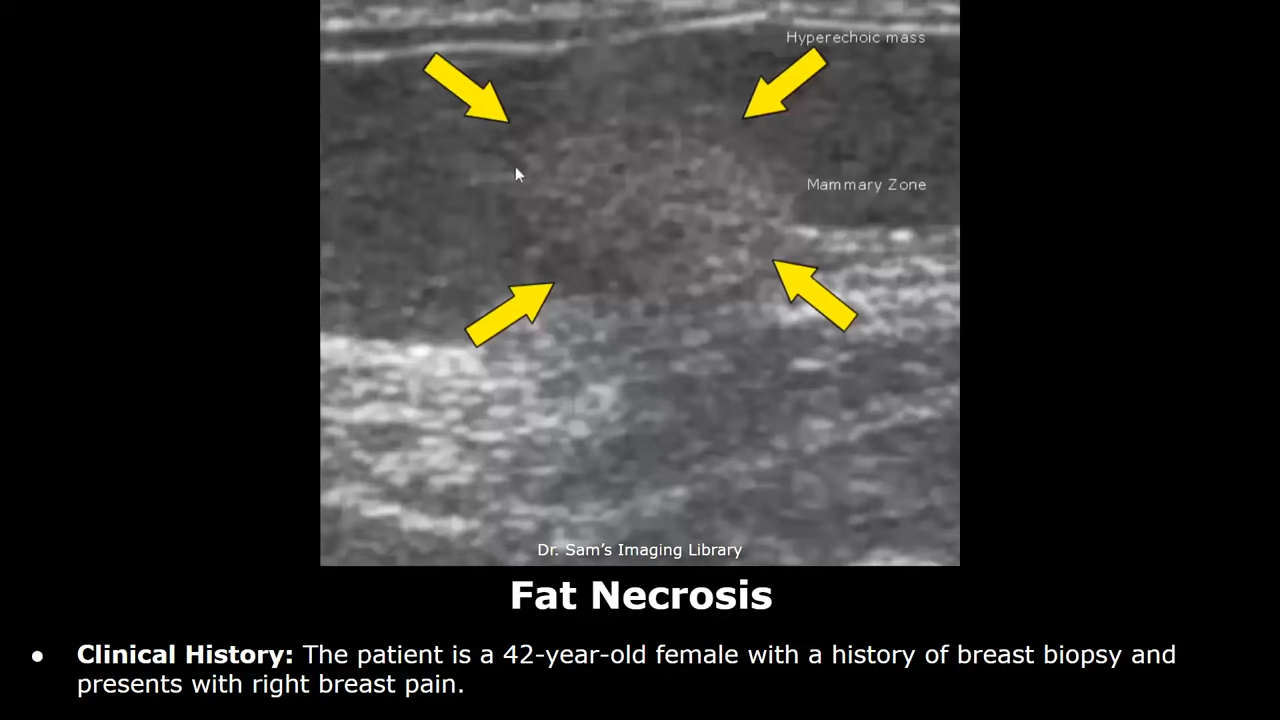 Hyperechoic mass
Mammary Zone
Dr. Sam’s Imaging Library
Fat Necrosis
● Clinical History: The patient is a 42-year-old female with a history of breast biopsy and
presents with right breast pain.